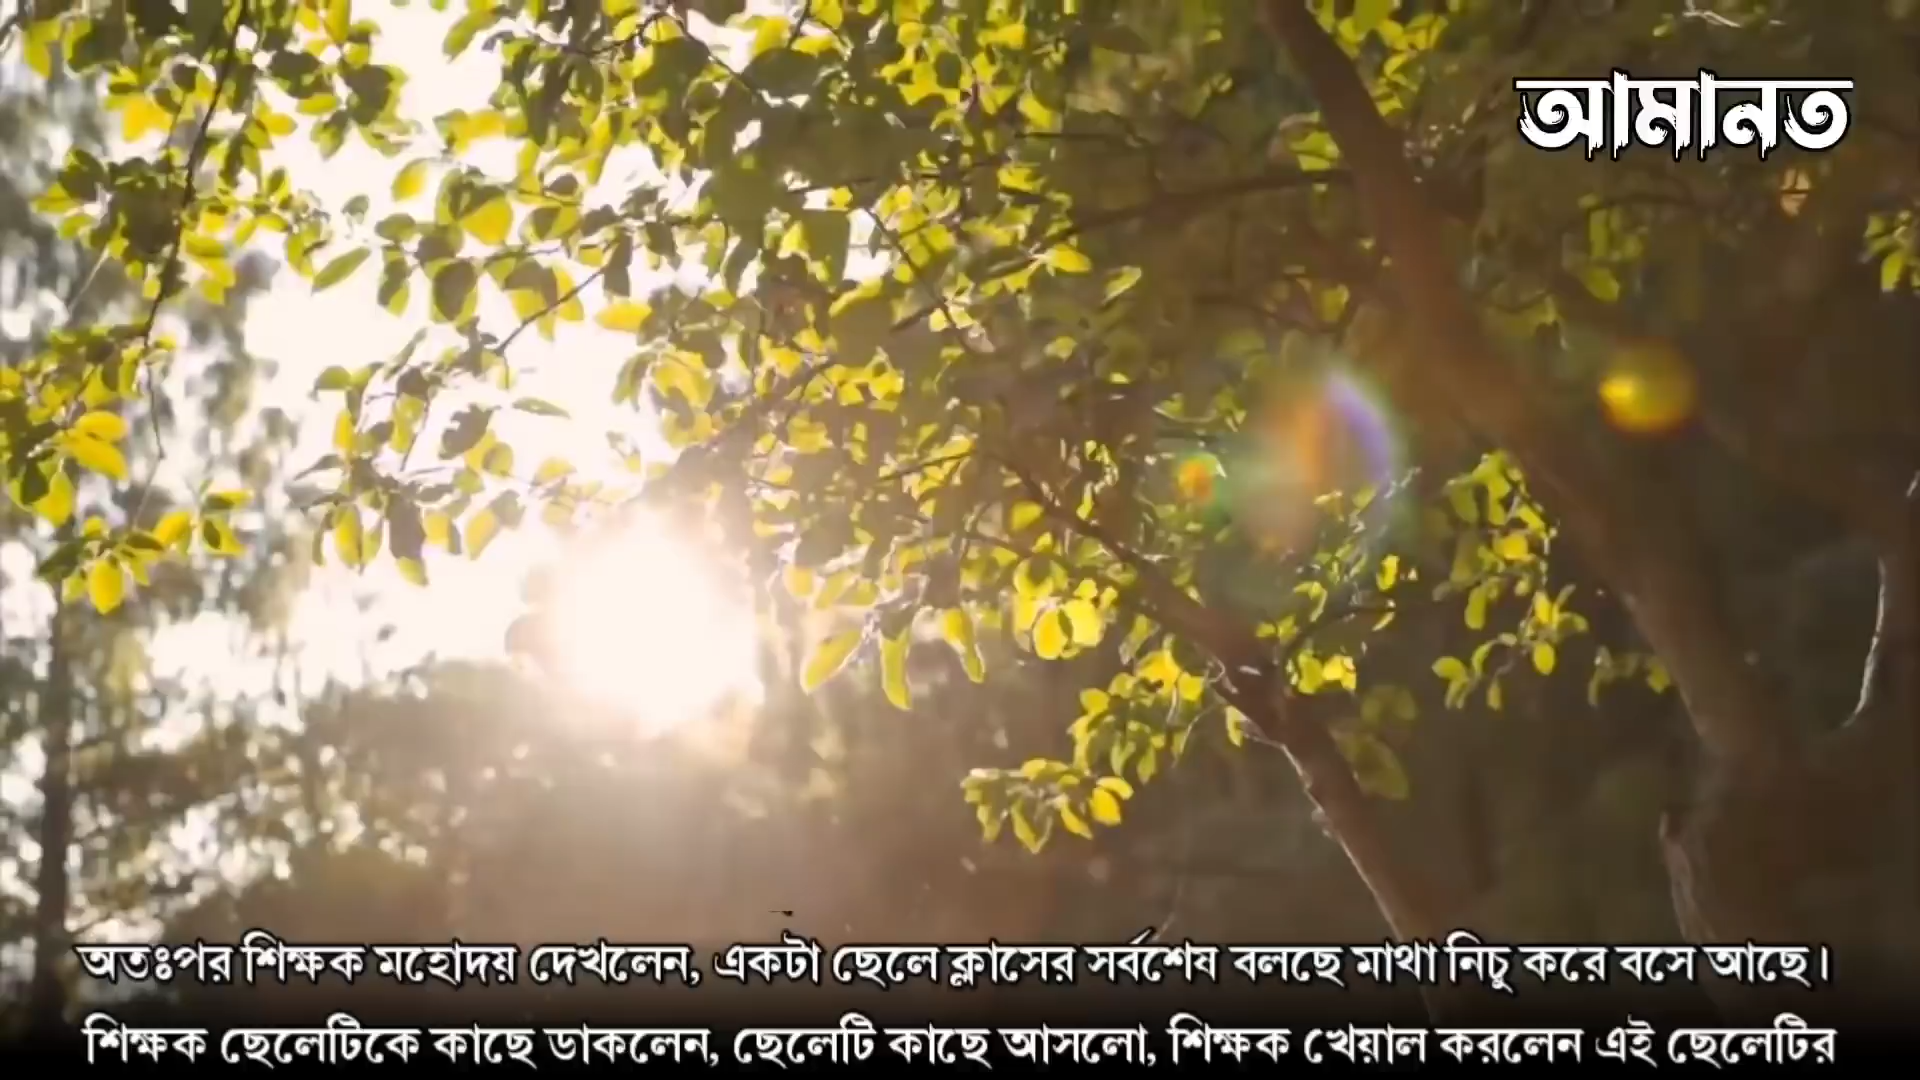 আমানত
অতঃপর শিক্ষক মহোদয় দেখলেন, একটা ছেলে ক্লাসের সর্বশেষ বলছে মাথা নিচু করে বসে আছে।
শিক্ষক ছেলেটিকে কাছে ডাকলেন, ছেলেটি কাছে আসলো, শিক্ষক খেয়াল করলেন এই ছেলেটির